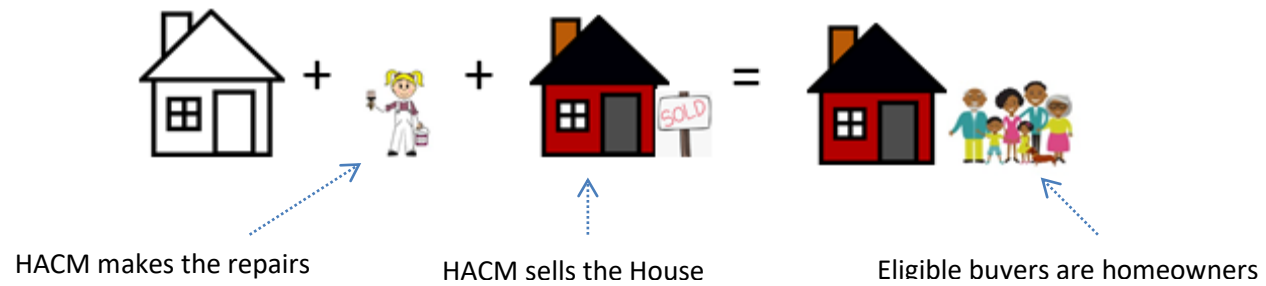 + + =
SOLD
HACM makes the repairs
HACM sells the House
Eligible buyers are homeowners